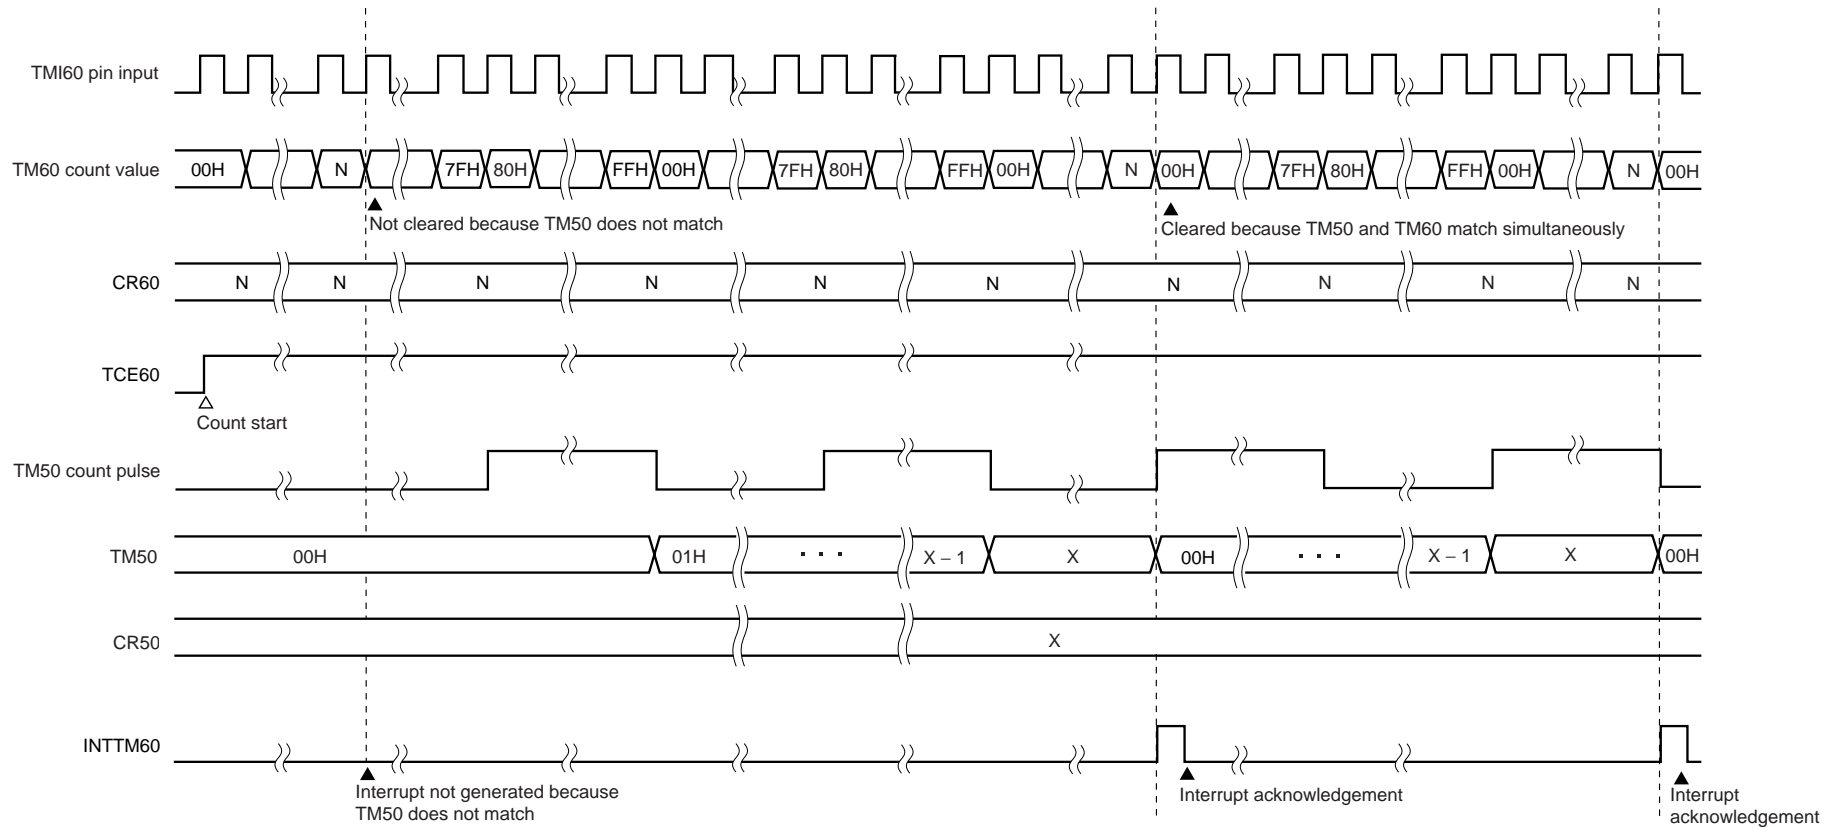 TMI60 pin input
TM60 count value 00H N 7FH 80H FFH 00H 7FH 80H FFH 00H N 00H 7FH 80H FFH 00H N 00H
Not cleared because TM50 does not match
Cleared because TM50 and TM60 match simultaneously
CR60 N N N N N N N N N N
TCE60
Count start
TM50 count pulse
TM50 00H 01H · · · X – 1 X 00H · · · X – 1 X 00H
CR50 X
INTTM60
Interrupt not generated because
TM50 does not match
Interrupt acknowledgement
Interrupt
acknowledgement